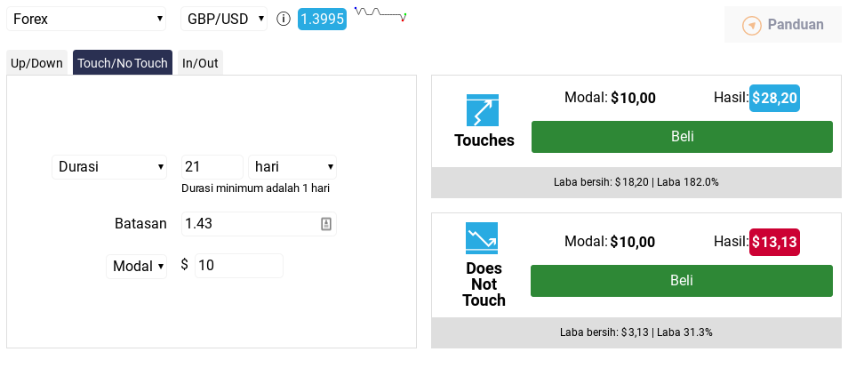 Forex GBP/USD 1.3995 Panduan
Up/Down Touch/No Touch In/Out
Durasi 21 hari
Durasi minimum adalah 1 hari
Batasan 1.43
Modal $ 10
Modal: $10,00 Hasil: $28,20
Touches Beli
Laba bersih: $18,20 | Laba 182.0%
Modal: $10,00 Hasil: $13,13
Does
Not
Touch
Beli
Laba bersih: $3,13 | Laba 31.3%